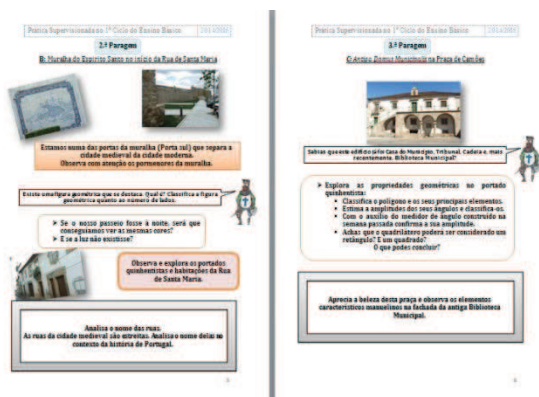 Prática Supervisionada no 1º Ciclo do Ensino Básico 2014/2015
2.ª Paragem
B: Muralha do Espírito Santo no início da Rua de Santa Maria
Estamos numa das portas da muralha (Porta sul) que separa a
cidade medieval da cidade moderna.
Observa com atenção os pormenores da muralha.
Existe uma figura geométrica que se destaca. Qual é? Classifica a figura
geométrica quanto ao número de lados.
➢ Se o nosso passeio fosse à noite, será que
conseguíamos ver as mesmas cores?
➢ E se a luz não existisse?
Observa e explora os portados
quinhentistas e habitações da Rua
de Santa Maria.
Analisa o nome das ruas.
As ruas da cidade medieval são estreitas. Analisa o nome delas no
contexto da história de Portugal.
Prática Supervisionada no 1º Ciclo do Ensino Básico 2014/2015
3.ª Paragem
O Antigo Domus Municipalis na Praça de Camões
Sabias que este edifício já foi Casa do Município, Tribunal, Cadeia e, mais
recentemente, Biblioteca Municipal?
➢ Explora as propriedades geométricas no portado
quinhentista:
• Classifica o polígono e os seus principais elementos.
• Estima a amplitudes dos seus ângulos e classifica-os.
• Com o auxílio do medidor de ângulo construído na
semana passada confirma a sua amplitude.
• Achas que o quadrilátero poderá ser considerado um
retângulo? E um quadrado?
O que podes concluir?
Aprecia a beleza desta praça e observa os elementos
característicos manuelinos na fachada da antiga Biblioteca
Municipal.